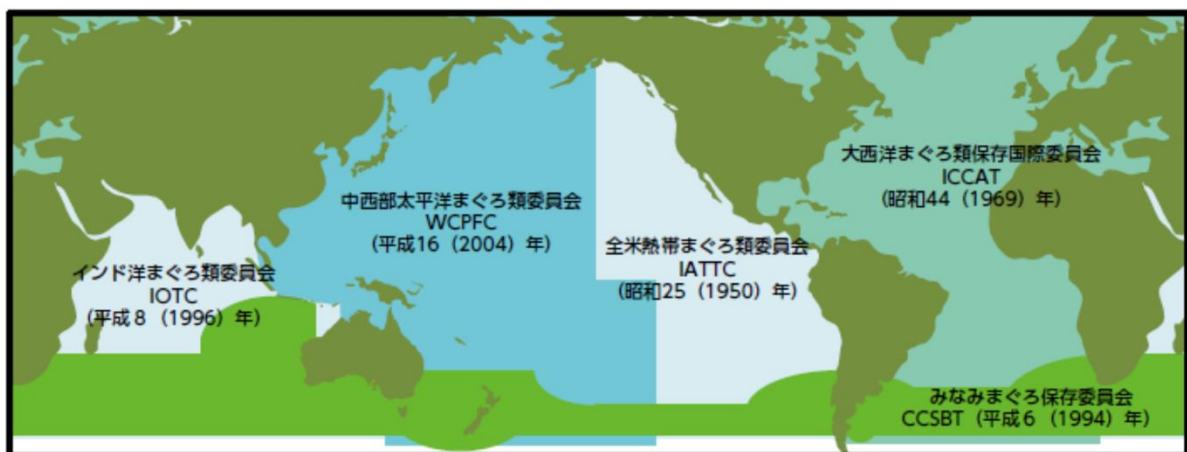 中西部太平洋まぐろ類委員会
WCPFC
（平成16（2004）年）
大西洋まぐろ類保存国際委員会
ICCAT
（昭和44（1969）年）
インド洋まぐろ類委員会
IOTC
（平成８（1996）年）
全米熱帯まぐろ類委員会
IATTC
（昭和25（1950）年）
みなみまぐろ保存委員会
CCSBT（平成６（1994）年）